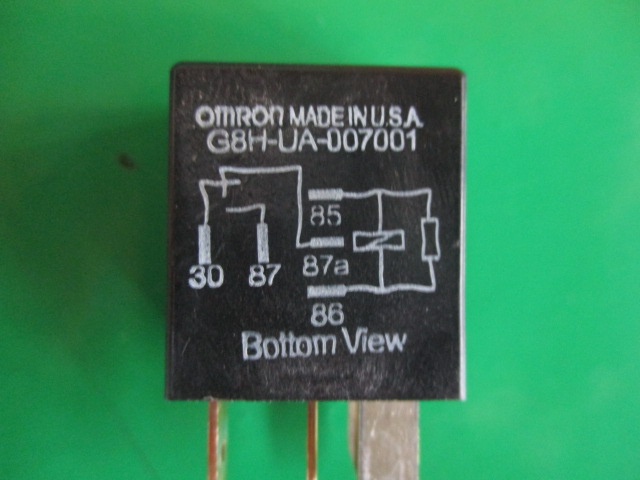 OMRON MADE IN U.S.A.
G8H-UA-007001
85
30 87 87a
86
Bottom View